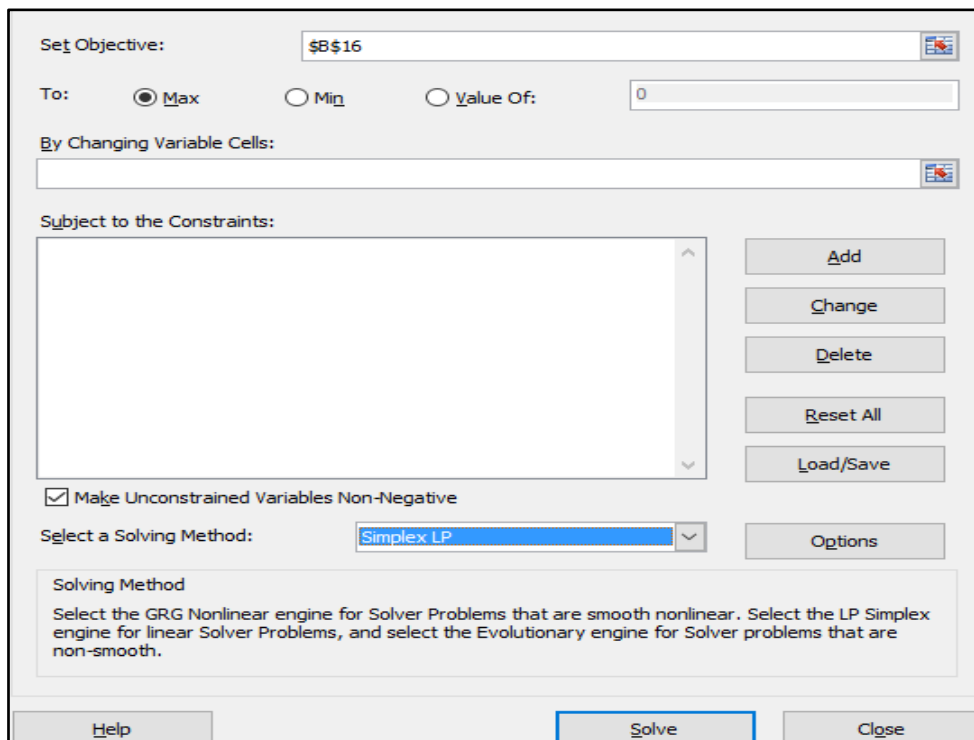 Set Objective: $B$16
To: Max Min Value Of: 0
By Changing Variable Cells:
Subject to the Constraints:
Add
Change
Delete
Reset All
Load/Save
Make Unconstrained Variables Non-Negative
Select a Solving Method: Simplex LP Options
Solving Method
Select the GRG Nonlinear engine for Solver Problems that are smooth nonlinear. Select the LP Simplex
engine for linear Solver Problems, and select the Evolutionary engine for Solver problems that are
non-smooth.
Help Solve Close